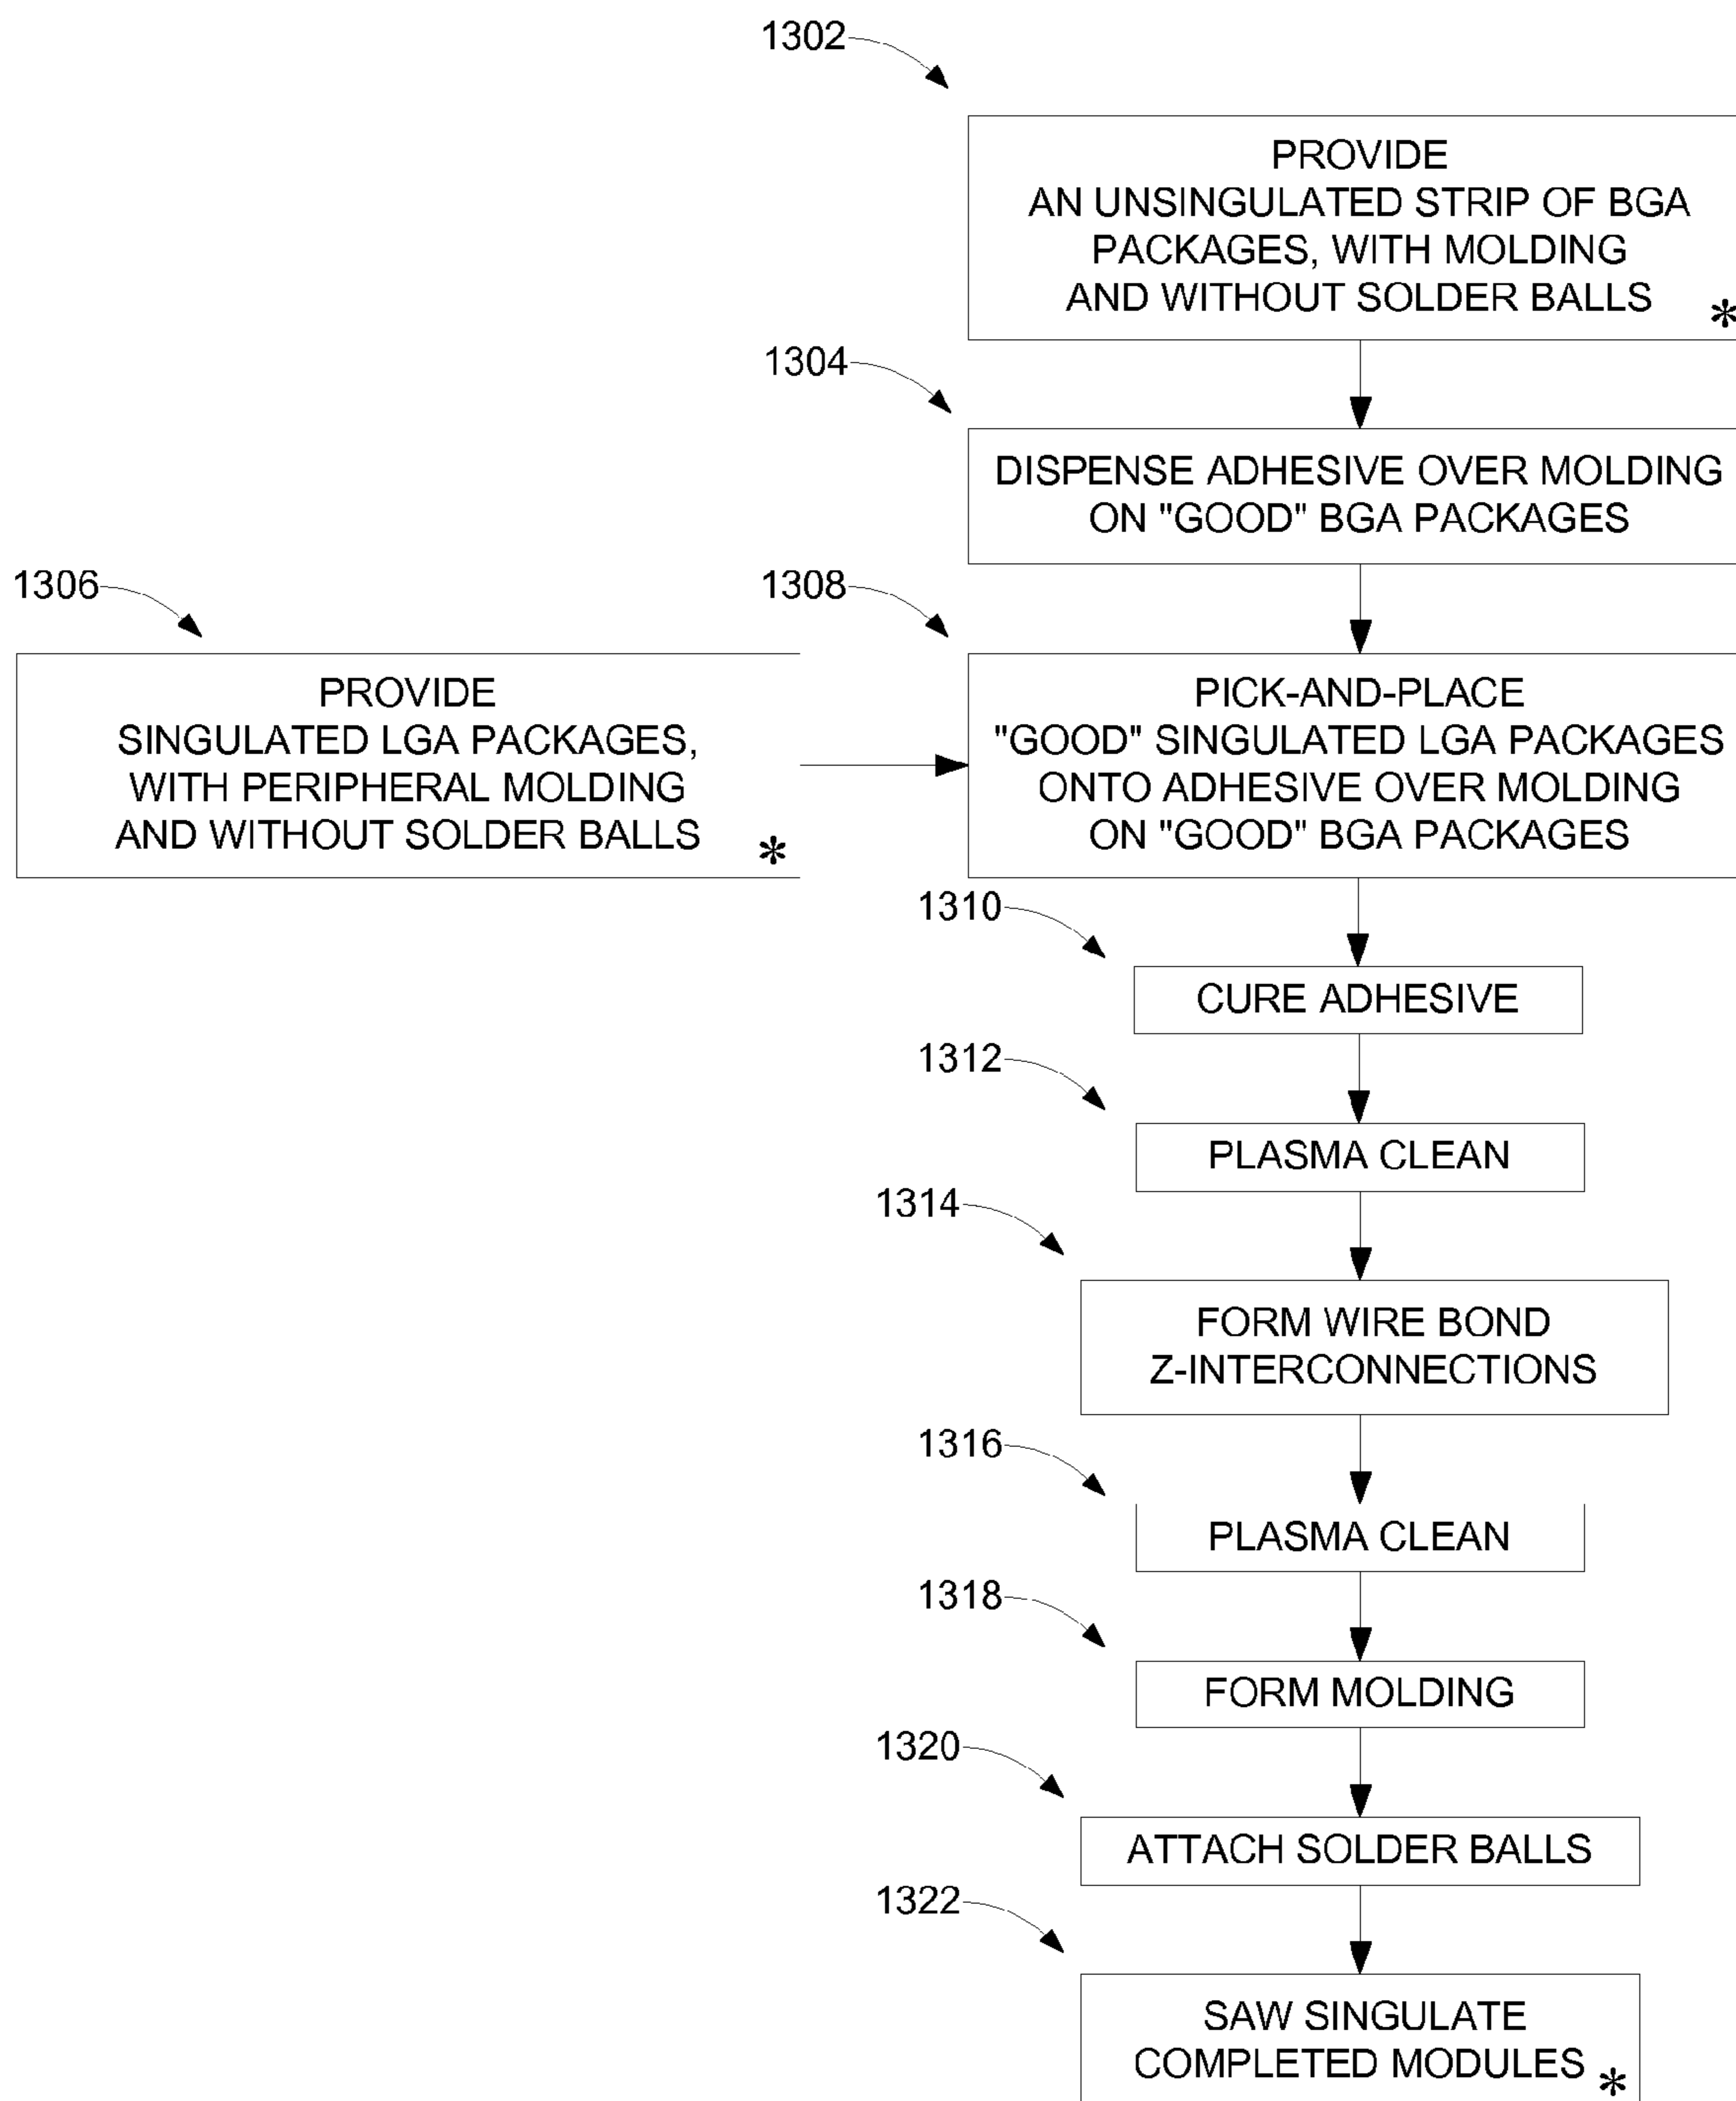 1302
PROVIDE
AN UNSINGULATED STRIP OF BGA
PACKAGES, WITH MOLDING
AND WITHOUT SOLDER BALLS
*
1304
DISPENSE ADHESIVE OVER MOLDING
ON "GOOD" BGA PACKAGES
1306
PROVIDE
SINGULATED LGA PACKAGES,
WITH PERIPHERAL MOLDING
AND WITHOUT SOLDER BALLS
*
1308
PICK-AND-PLACE
"GOOD" SINGULATED LGA PACKAGES
ONTO ADHESIVE OVER MOLDING
ON "GOOD" BGA PACKAGES
1310
CURE ADHESIVE
1312
PLASMA CLEAN
1314
FORM WIRE BOND
Z-INTERCONNECTIONS
1316
PLASMA CLEAN
1318
FORM MOLDING
1320
ATTACH SOLDER BALLS
1322
SAW SINGULATE
COMPLETED MODULES
*